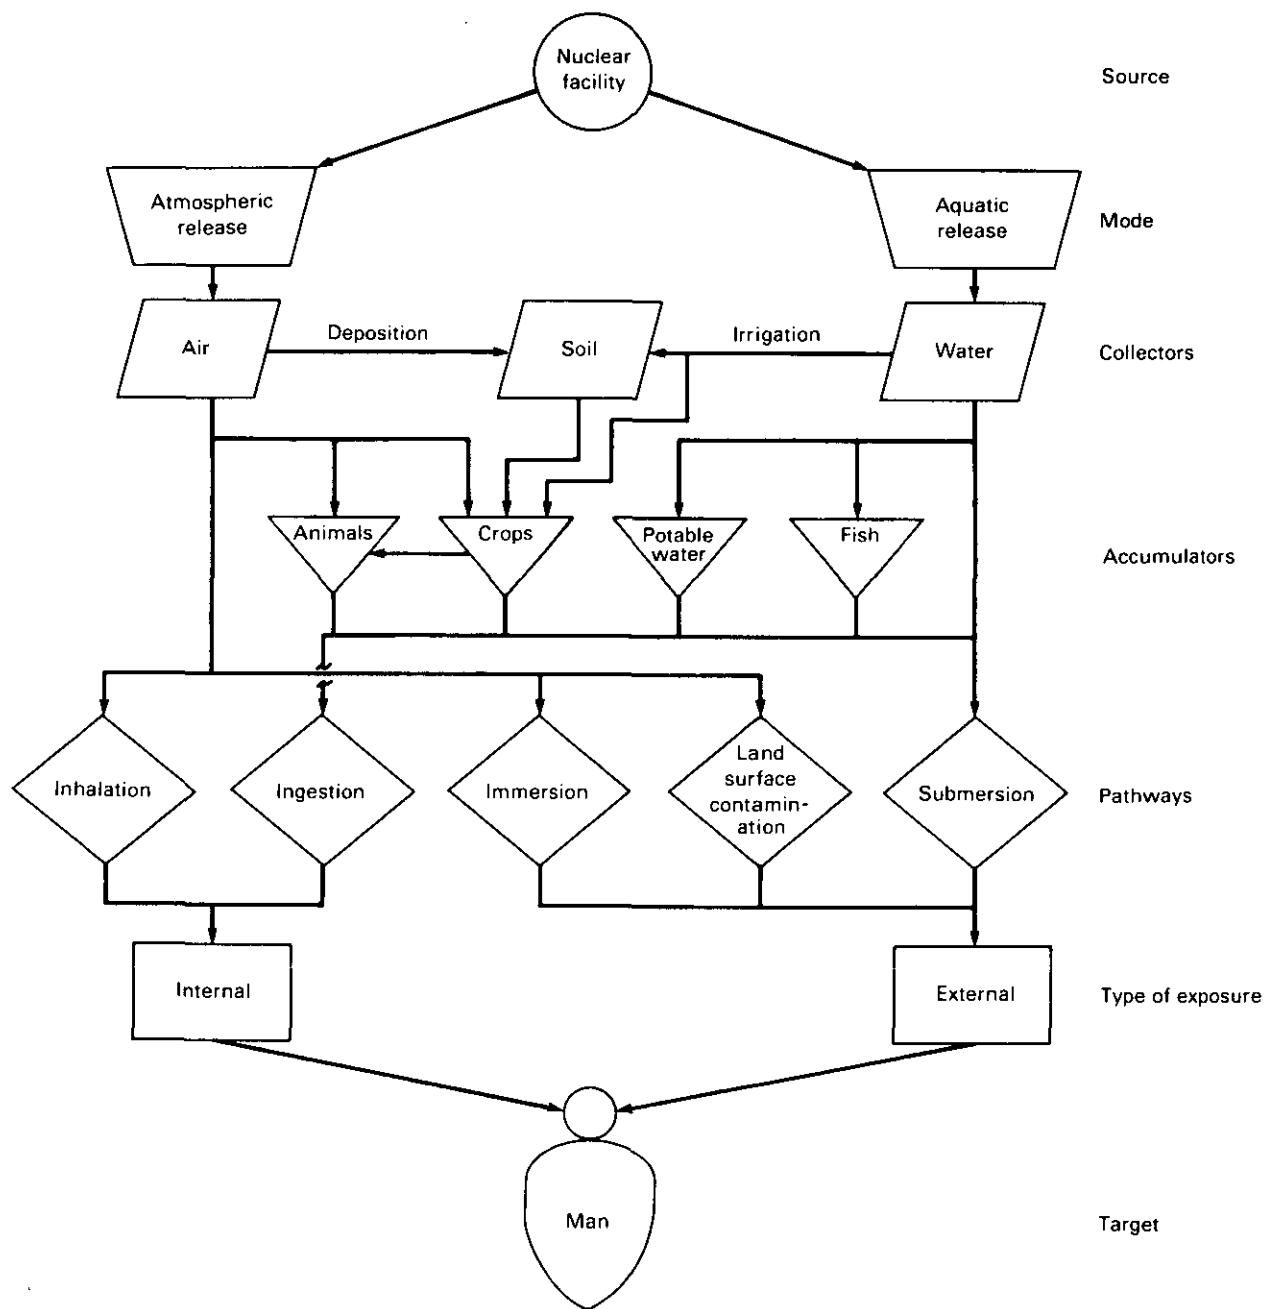 Nuclear
facility
Source
Atmospheric
release
Aquatic
release
Mode
Air
Deposition
Soil
Irrigation
Water
Collectors
Animals
Crops
Potable
water
Fish
Accumulators
Inhalation
Ingestion
Immersion
Land
surface
contamin-
ation
Submersion
Pathways
Internal
External
Type of exposure
Man
Target